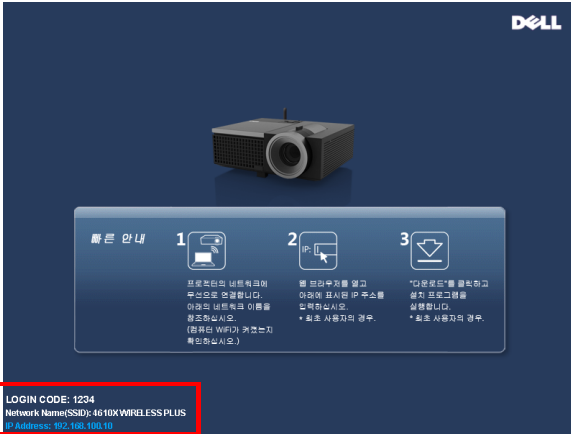 DELL
빠른 안내
1
2
IP:
3
프로젝터의 네트워크에
무선으로 연결합니다.
아래의 네트워크 이름을
참조하십시오.
(컴퓨터 WiFi가 켜졌는지
확인하십시오.)
웹 브라우저를 열고
아래에 표시된 IP 주소를
입력하십시오.
* 최초 사용자의 경우.
"다운로드"를 클릭하고
설치 프로그램을
실행합니다.
* 최초 사용자의 경우.
LOGIN CODE: 1234
Network Name(SSID): 4610X WIRELESS PLUS
IP Address: 192.168.100.10